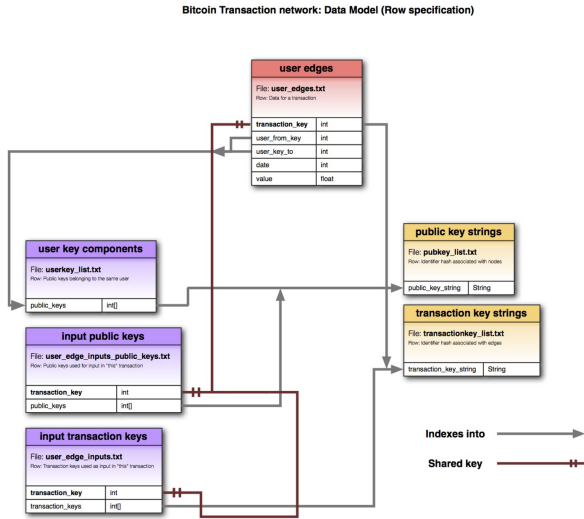 Bitcoin Transaction network: Data Model (Row specification)
user edges
File: user_edges.txt
Row: Data for a transaction
transaction_key int
user_from_key int
user_key_to int
date int
value float
user key components
File: userkey_list.txt
Row: Public keys belonging to the same user
public_keys int[]
public key strings
File: pubkey_list.txt
Row: Identifier hash associated with nodes
public_key_string String
transaction key strings
File: transactionkey_list.txt
Row: Identifier hash associated with edges
transaction_key_string String
input public keys
File: user_edge_inputs_public_keys.txt
Row: Public keys used for input in "this" transaction
transaction_key int
public_keys int[]
input transaction keys
File: user_edge_inputs.txt
Row: Transaction keys used as input in "this" transaction
transaction_key int
transaction_keys int[]
Indexes into
Shared key